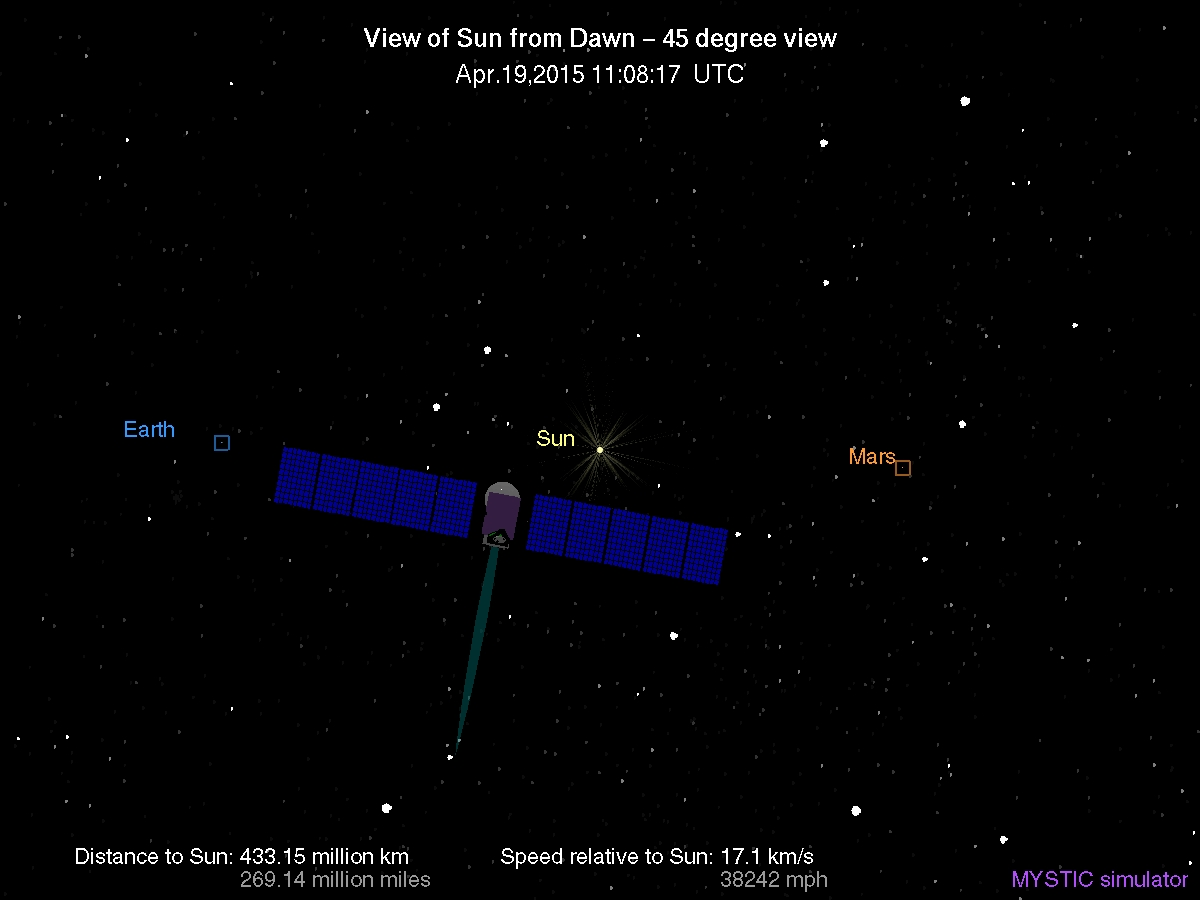 View of Sun from Dawn – 45 degree view
Apr.19,2015 11:08:17 UTC
Earth
Sun
Mars
Distance to Sun: 433.15 million km
269.14 million miles
Speed relative to Sun: 17.1 km/s
38242 mph
MYSTIC simulator